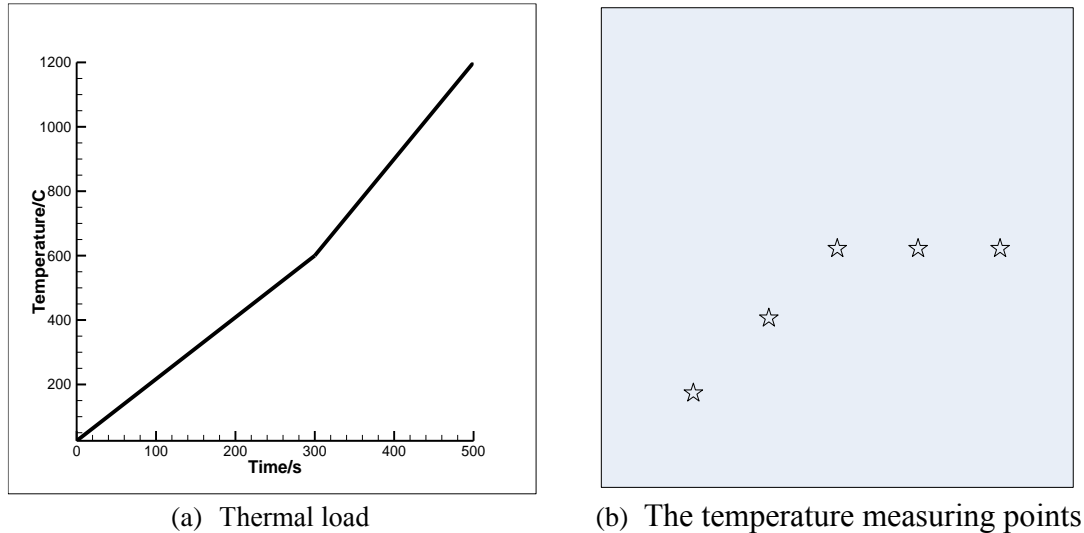 1200
1000
800
600
400
200
Temperature/C
0 100 200 300 400 500
Time/s
(a) Thermal load
(b) The temperature measuring points